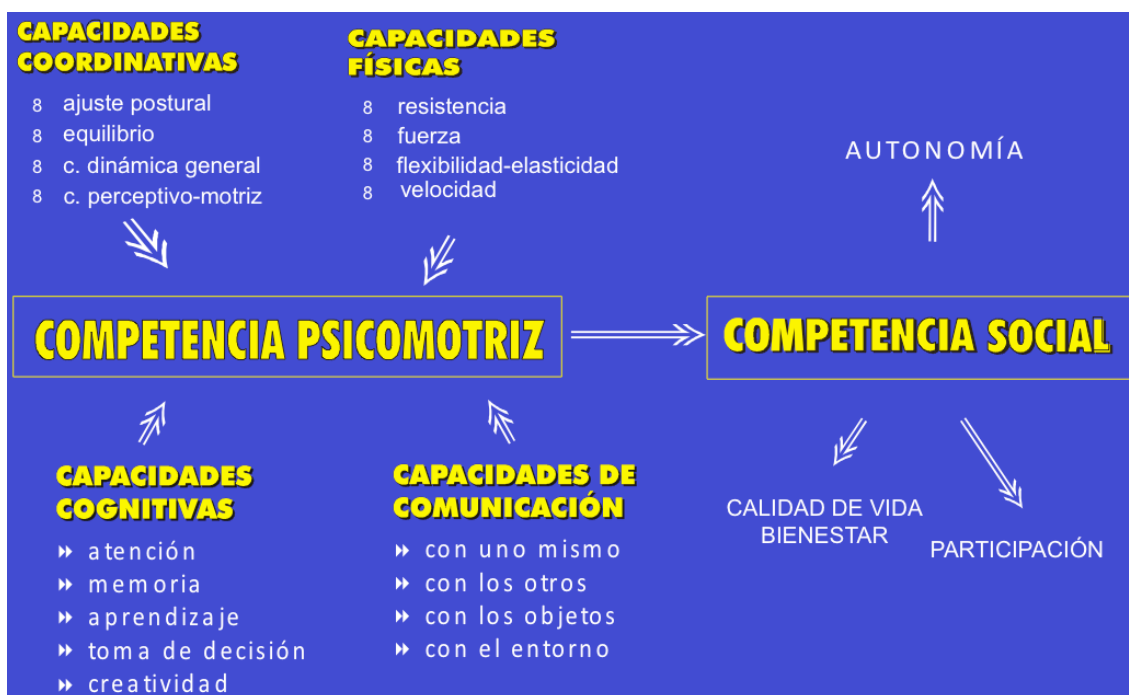 CAPACIDADES
COORDINATIVAS
8 ajuste postural
8 equilibrio
8 c. dinámica general
8 c. perceptivo-motriz
CAPACIDADES
FÍSICAS
8 resistencia
8 fuerza
8 flexibilidad-elasticidad
8 velocidad
AUTONOMÍA
COMPETENCIA PSICOMOTRIZ
COMPETENCIA SOCIAL
CAPACIDADES
COGNITIVAS
atención
memoria
aprendizaje
toma de decisión
creatividad
CAPACIDADES DE
COMUNICACIÓN
con uno mismo
con los otros
con los objetos
con el entorno
CALIDAD DE VIDA
BIENESTAR
PARTICIPACIÓN